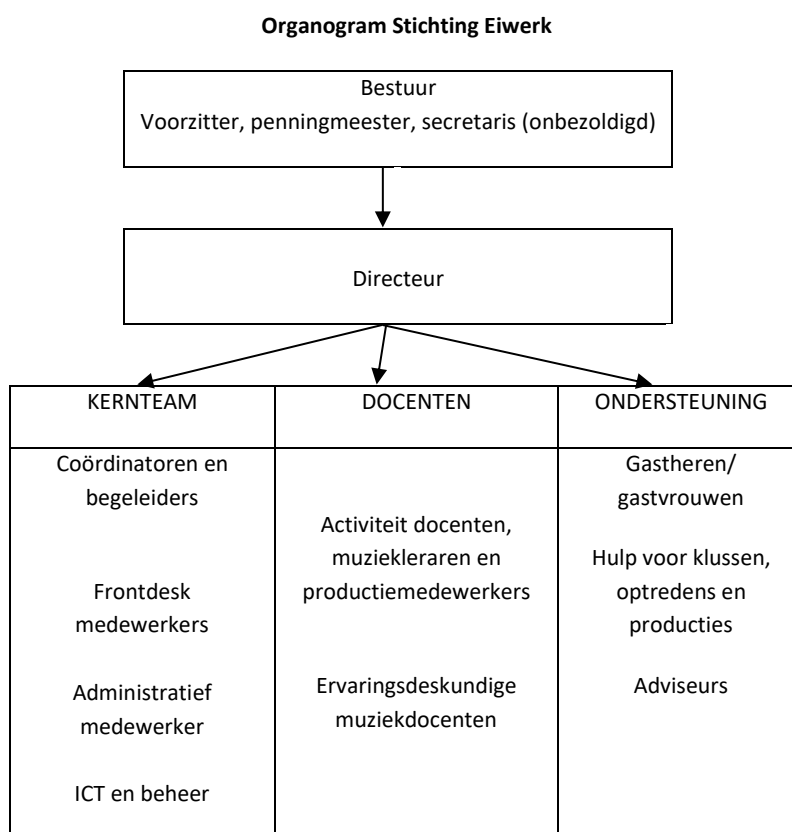 Organogram Stichting Eiwerk
Bestuur
Voorzitter, penningmeester, secretaris (onbezoldigd)
Directeur
KERNTEAM
Coördinatoren en
begeleiders
Frontdesk
medewerkers
Administratief
medewerker
ICT en beheer
DOCENTEN
Activiteit docenten,
muziekleraren en
productiemedewerkers
Ervaringsdeskundige
muziekdocenten
ONDERSTEUNING
Gastheren/
gastvrouwen
Hulp voor klussen,
optredens en
producties
Adviseurs